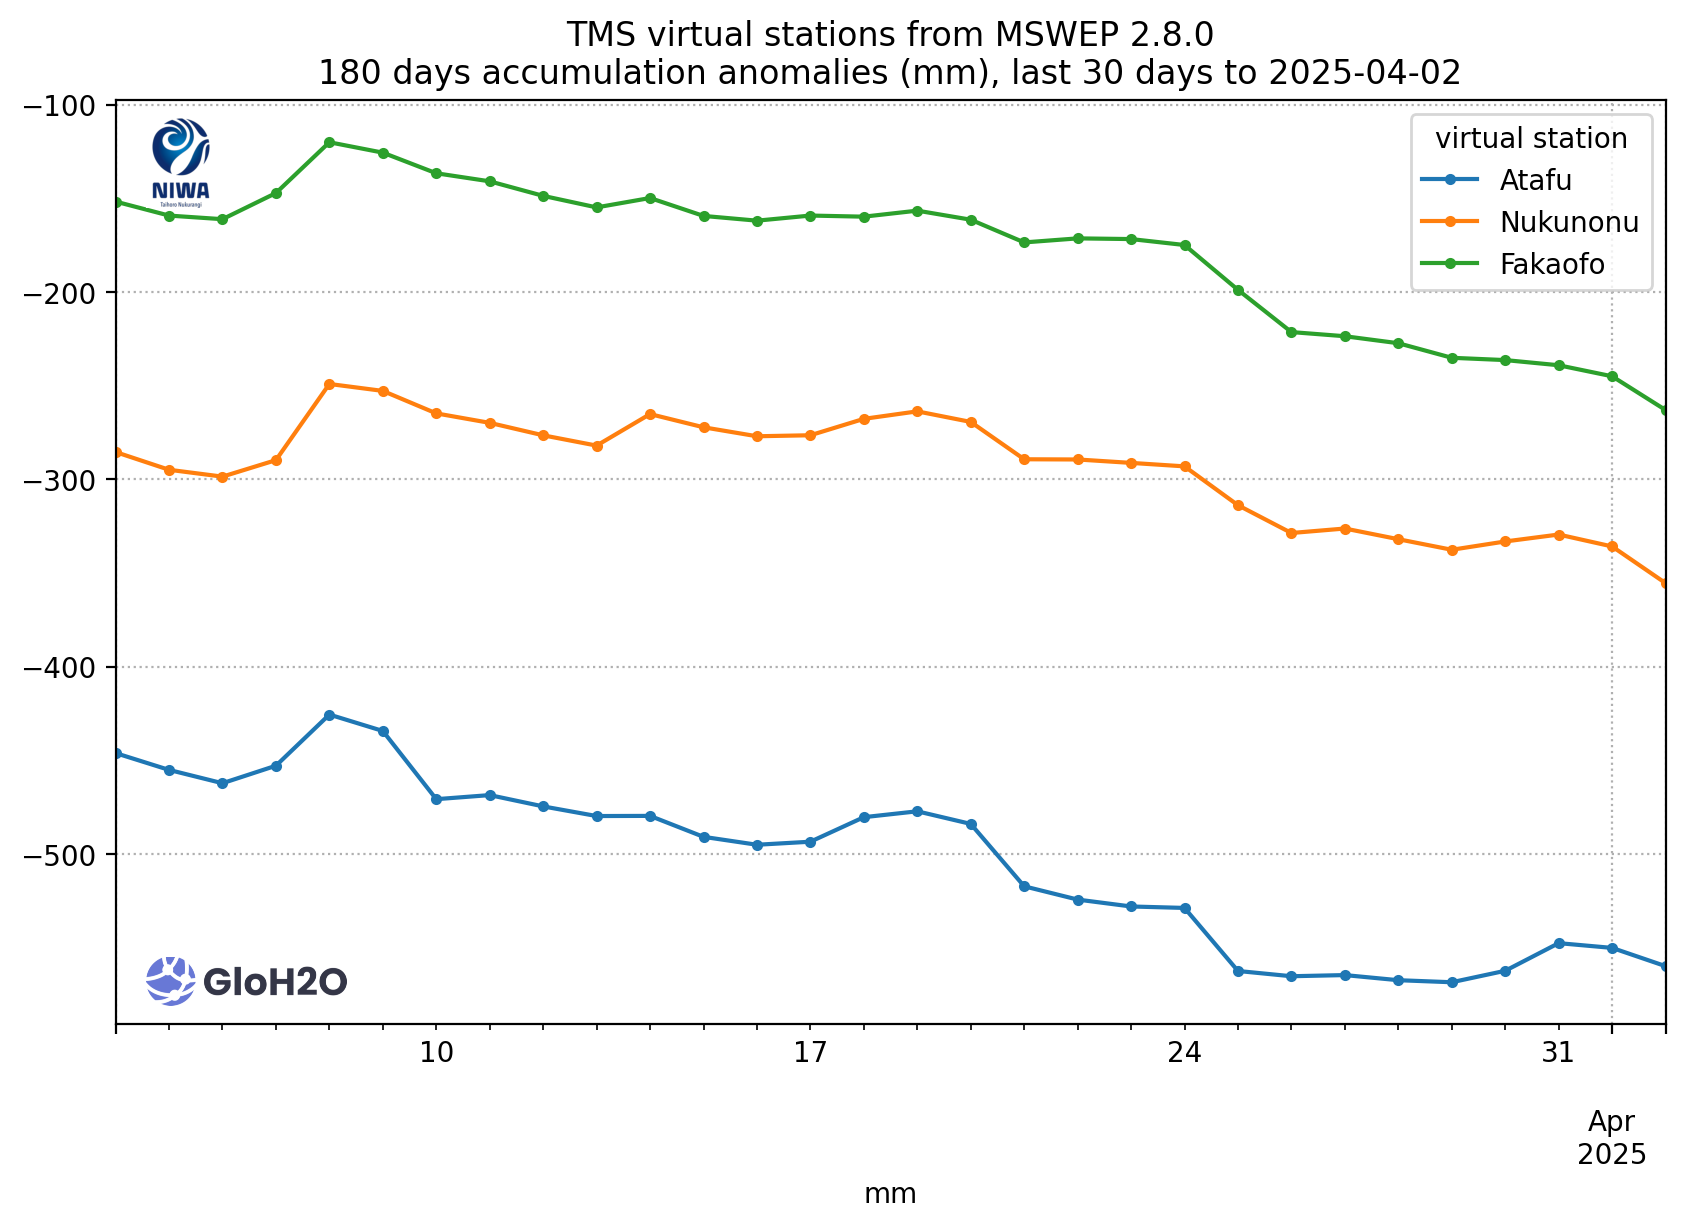 TMS virtual stations from MSWEP 2.8.0
180 days accumulation anomalies (mm), last 30 days to 2025-04-02
−100
−200
−300
−400
−500
NIWA
Taihoro Nukurangi
virtual station
Atafu
Nukunonu
Fakaofo
GloH2O
10
17
24
31
Apr
2025
mm